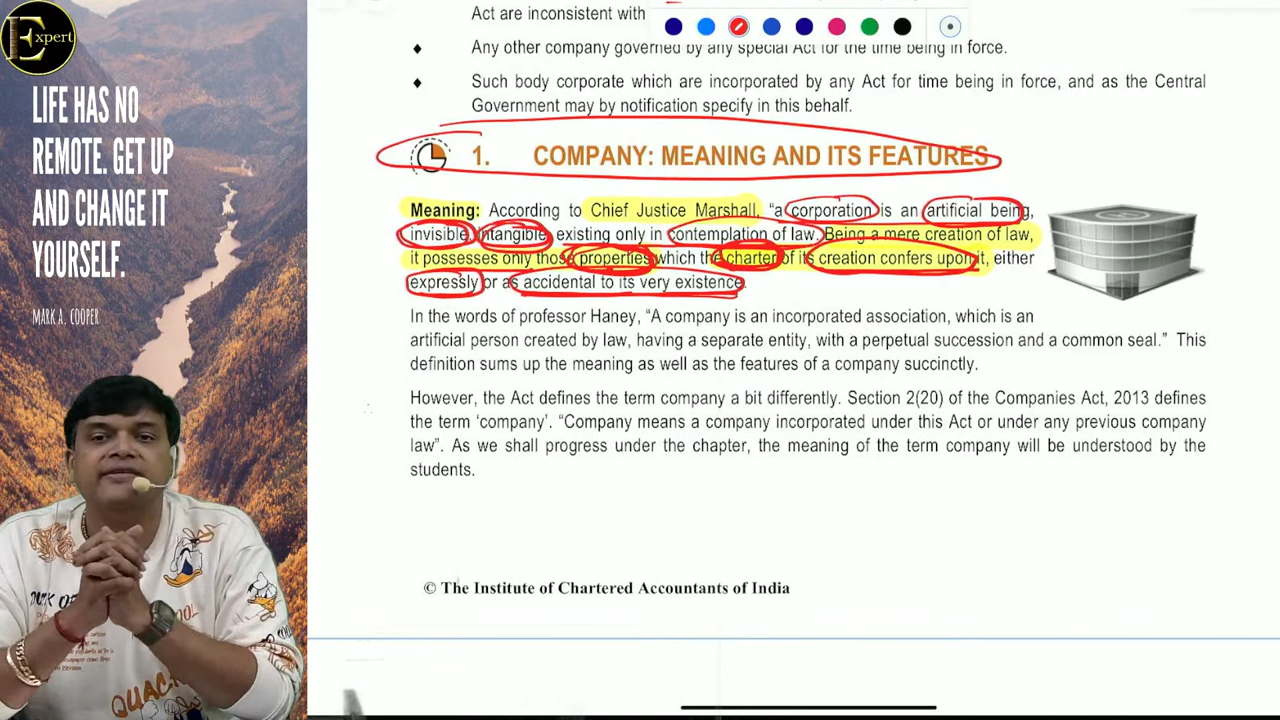 Expert
LIFE HAS NO
REMOTE. GET UP
AND CHANGE IT
YOURSELF.
MARK A. COOPER
Act are inconsistent with
Any other company governed by any special Act for the time being in force.
Such body corporate which are incorporated by any Act for time being in force, and as the Central
Government may by notification specify in this behalf.
1. COMPANY: MEANING AND ITS FEATURES
Meaning: According to Chief Justice Marshall, “a corporation is an artificial being,
invisible, intangible, existing only in contemplation of law. Being a mere creation of law,
it possesses only those properties which the charter of its creation confers upon it, either
expressly or as accidental to its very existence.
In the words of professor Haney, “A company is an incorporated association, which is an
artificial person created by law, having a separate entity, with a perpetual succession and a common seal.” This
definition sums up the meaning as well as the features of a company succinctly.
However, the Act defines the term company a bit differently. Section 2(20) of the Companies Act, 2013 defines
the term ‘company’. “Company means a company incorporated under this Act or under any previous company
law”. As we shall progress under the chapter, the meaning of the term company will be understood by the
students.
© The Institute of Chartered Accountants of India